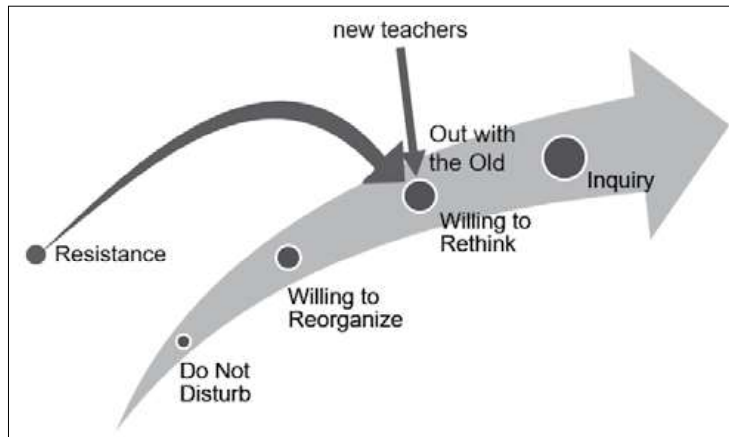 new teachers
Out with
the Old
Inquiry
Willing to
Rethink
Resistance
Willing to
Reorganize
Do Not
Disturb